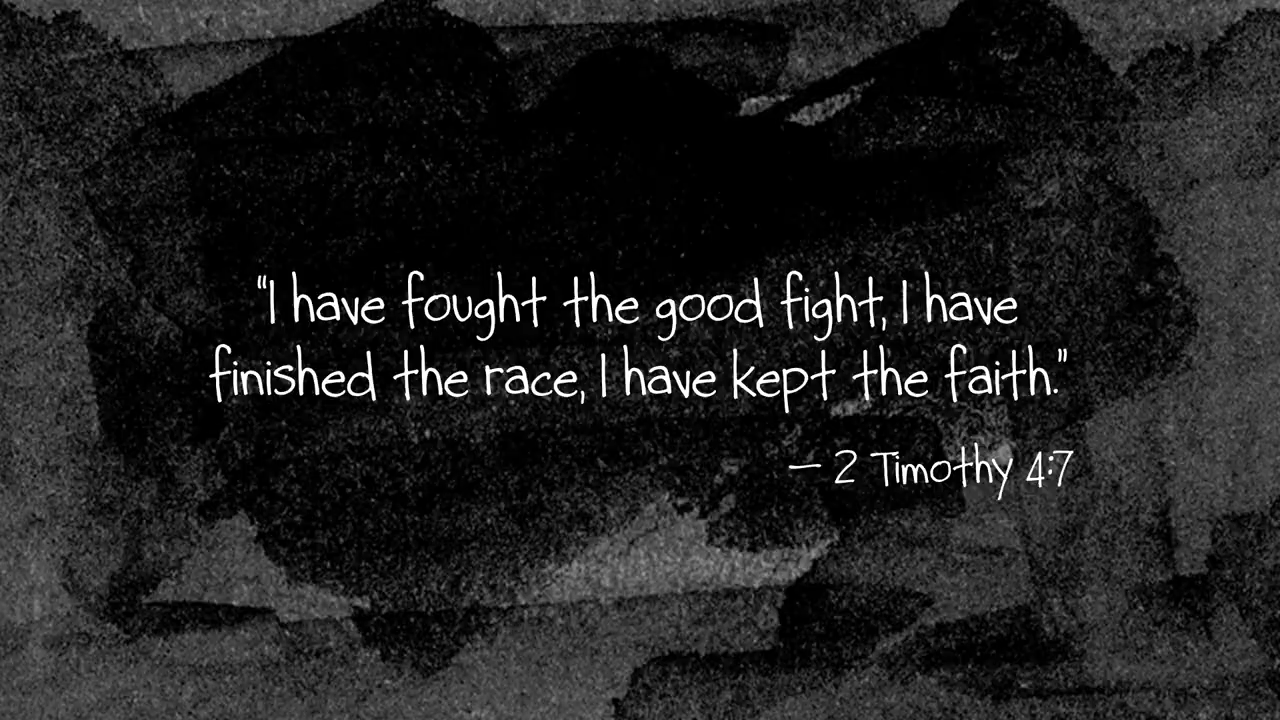 "I have fought the good fight, I have
finished the race, I have kept the faith."
— 2 Timothy 4:7